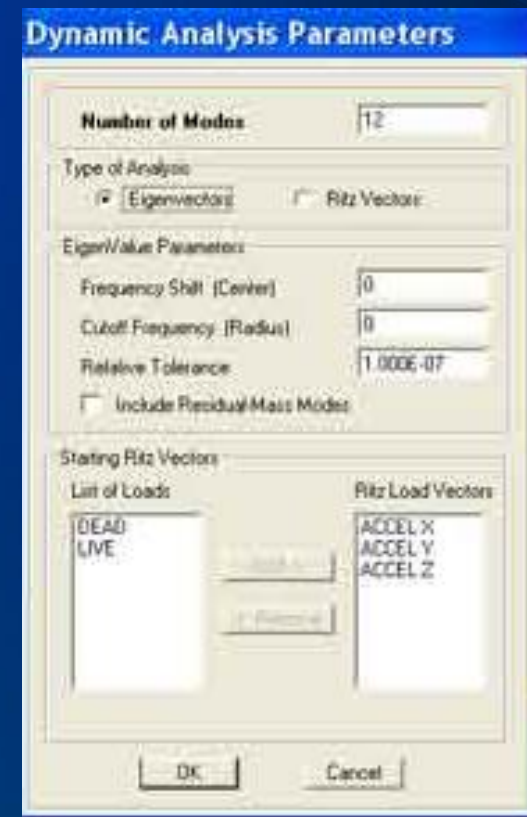 Dynamic Analysis Parameters
Number of Modes 12
Type of Analysis
Eigenvectors Ritz Vectors
EigenValue Parameters
Frequency Shift (Center) 0
Cutoff Frequency (Radius) 0
Relative Tolerance 1.000E-07
Include Residual-Mass Modes
Starting Ritz Vectors
List of Loads Ritz Load Vectors
DEAD ACCEL X
LIVE ACCEL Y
ACCEL Z
OK Cancel